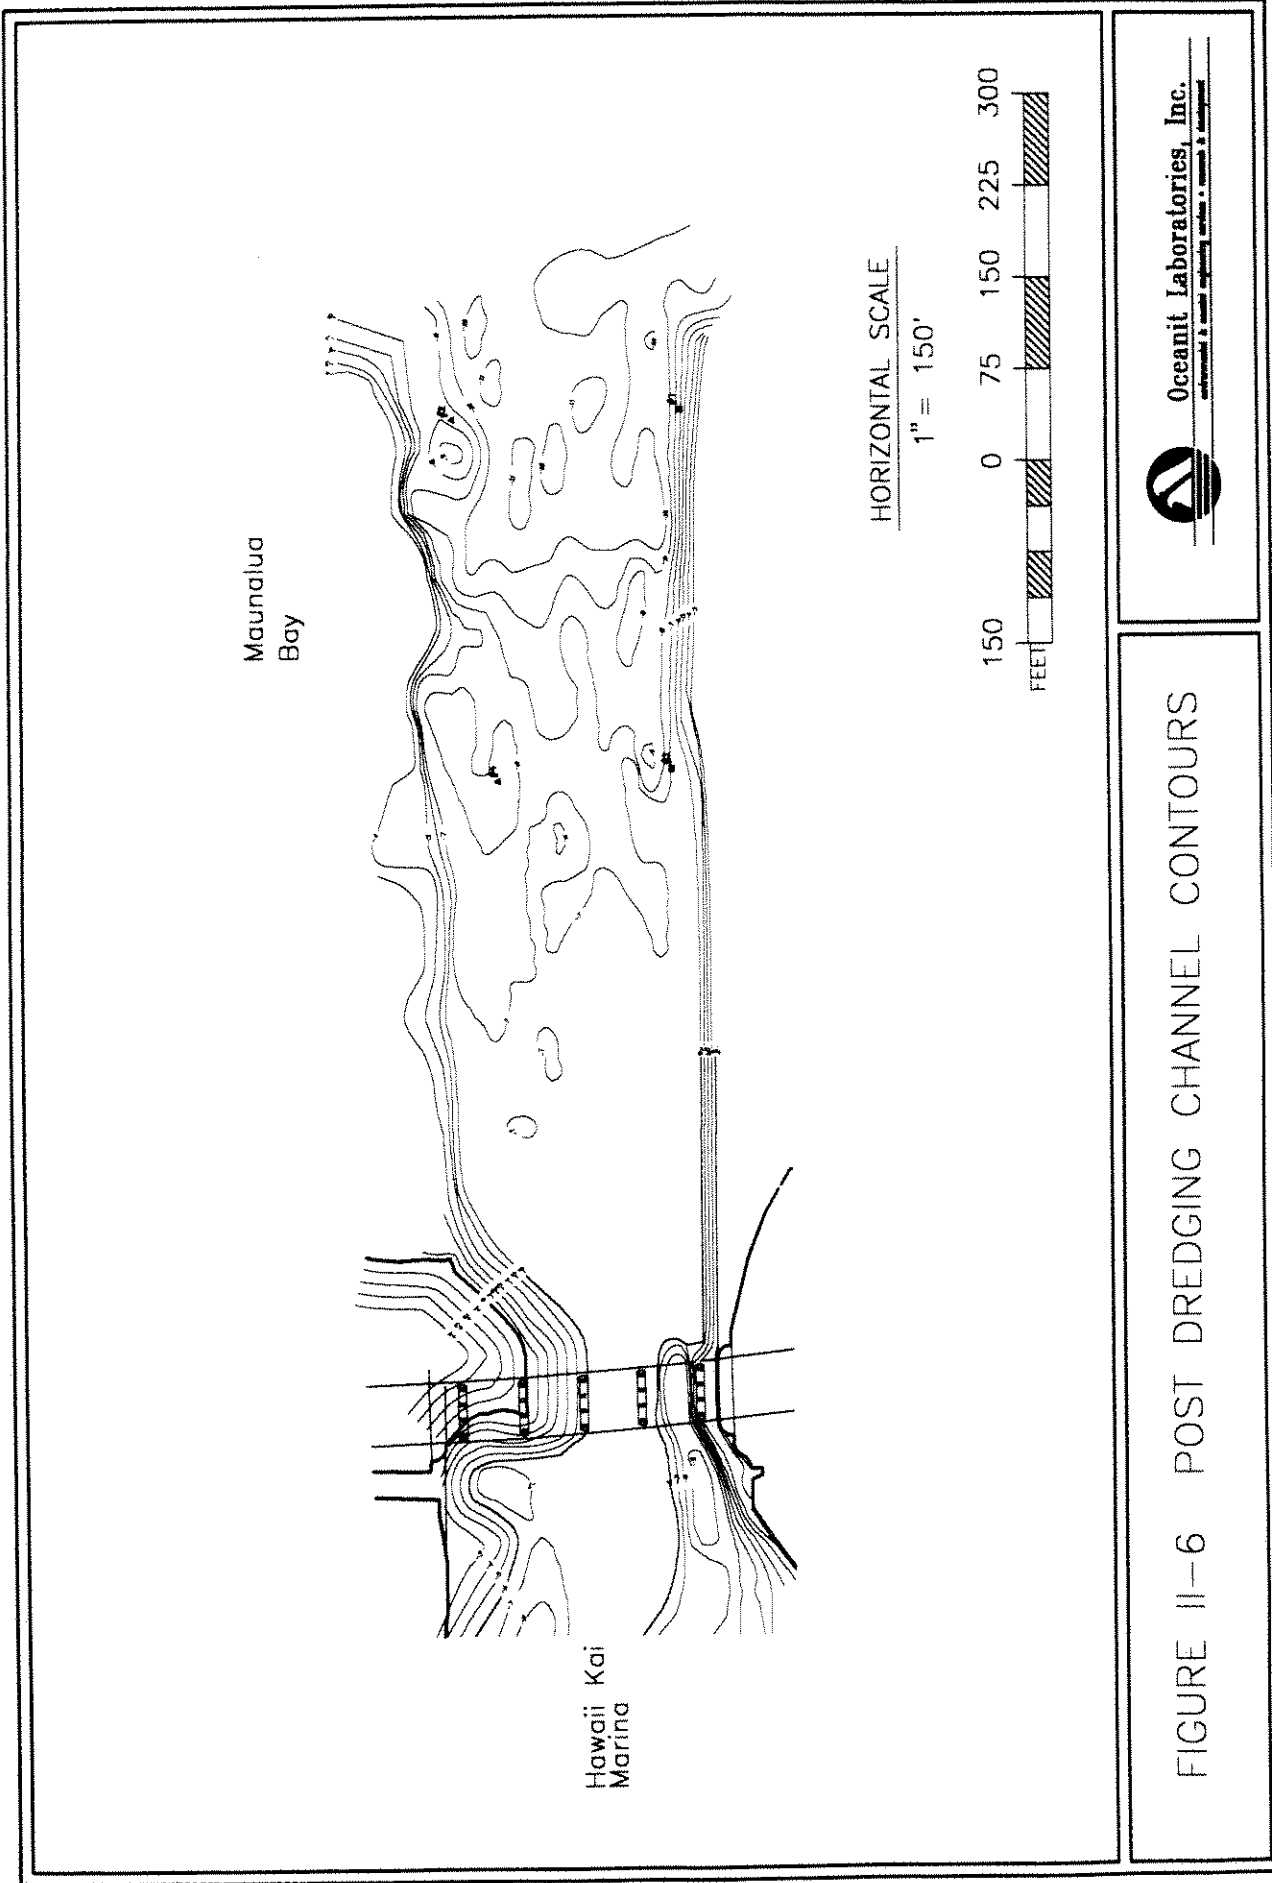 Maunalua
Bay
Hawaii Kai
Marina
HORIZONTAL SCALE
1" = 150'
150 0 75 150 225 300
FEET
FIGURE III-6 POST DREDGING CHANNEL CONTOURS
Oceanit Laboratories, Inc.